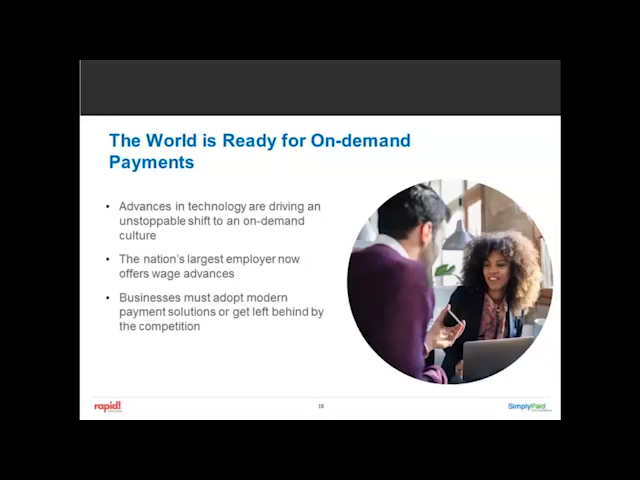 The World is Ready for On-demand
Payments
• Advances in technology are driving an
unstoppable shift to an on-demand
culture
• The nation's largest employer now
offers wage advances
• Businesses must adopt modern
payment solutions or get left behind by
the competition
rapid!
18
SimplyPaid